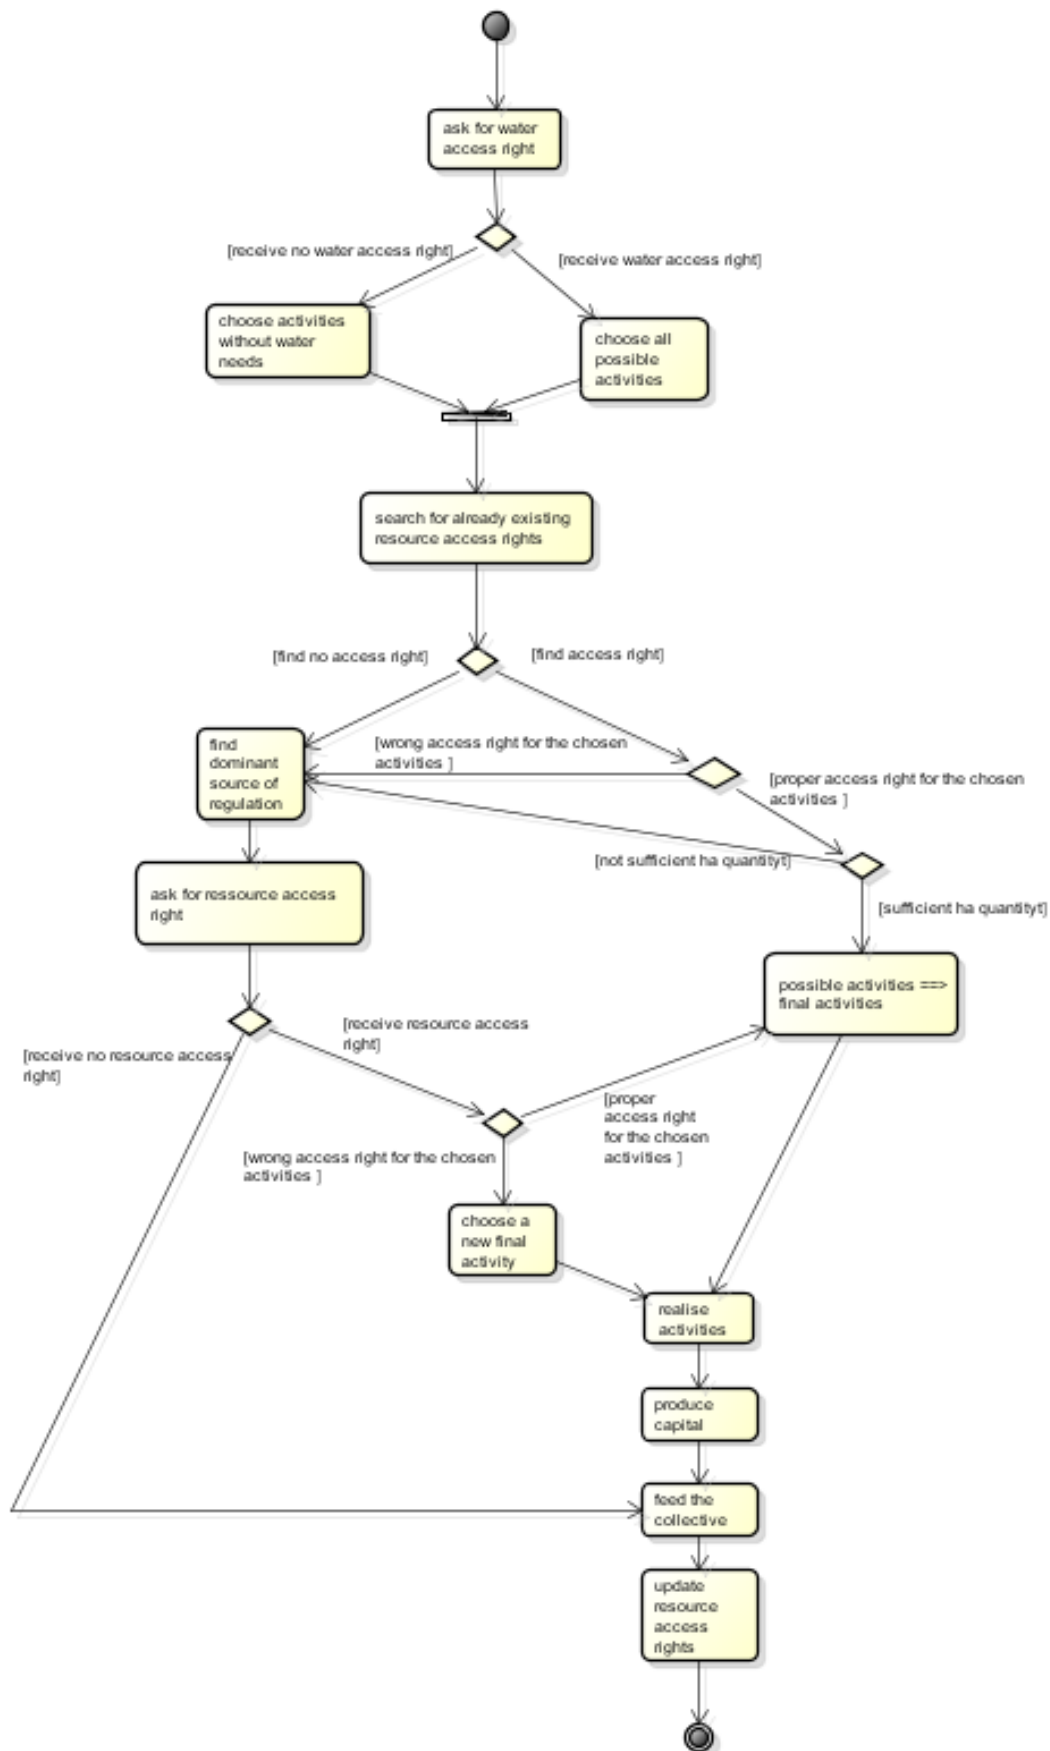 ask for water
access right
[receive no water access right]
[receive water access right]
choose activities
without water
needs
choose all
possible
activities
search for already existing
resource access rights
[find no access right]
[find access right]
find
dominant
source of
regulation
[wrong access right for the chosen
activities ]
[proper access right for the chosen
activities ]
[not sufficient ha quantityt]
[sufficient ha quantityt]
ask for ressource access
right
possible activities ==>
final activities
[receive no resource access
right]
[receive resource access
right]
[proper
access right
for the chosen
activities ]
[wrong access right for the chosen
activities ]
choose a
new final
activity
realise
activities
produce
capital
feed the
collective
update
resource
access
rights